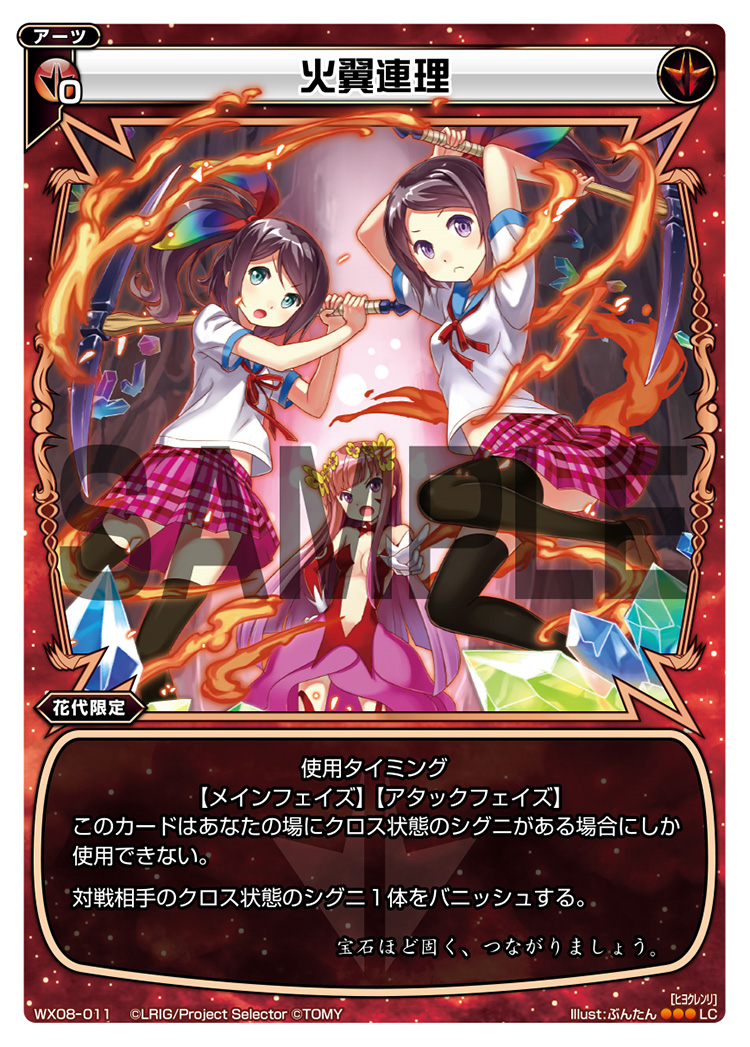 アーツ
0
火翼連理
SAMPLE
花代限定
使用タイミング
【メインフェイズ】【アタックフェイズ】
このカードはあなたの場にクロス状態のシグニがある場合にしか
使用できない。
対戦相手のクロス状態のシグニ1体をバニッシュする。
宝石ほど固く、つながりましょう。
[ヒヨクレンリ]
WX08-011 ©LRIG/Project Selector ©TOMY Illust:ぶんたん LC